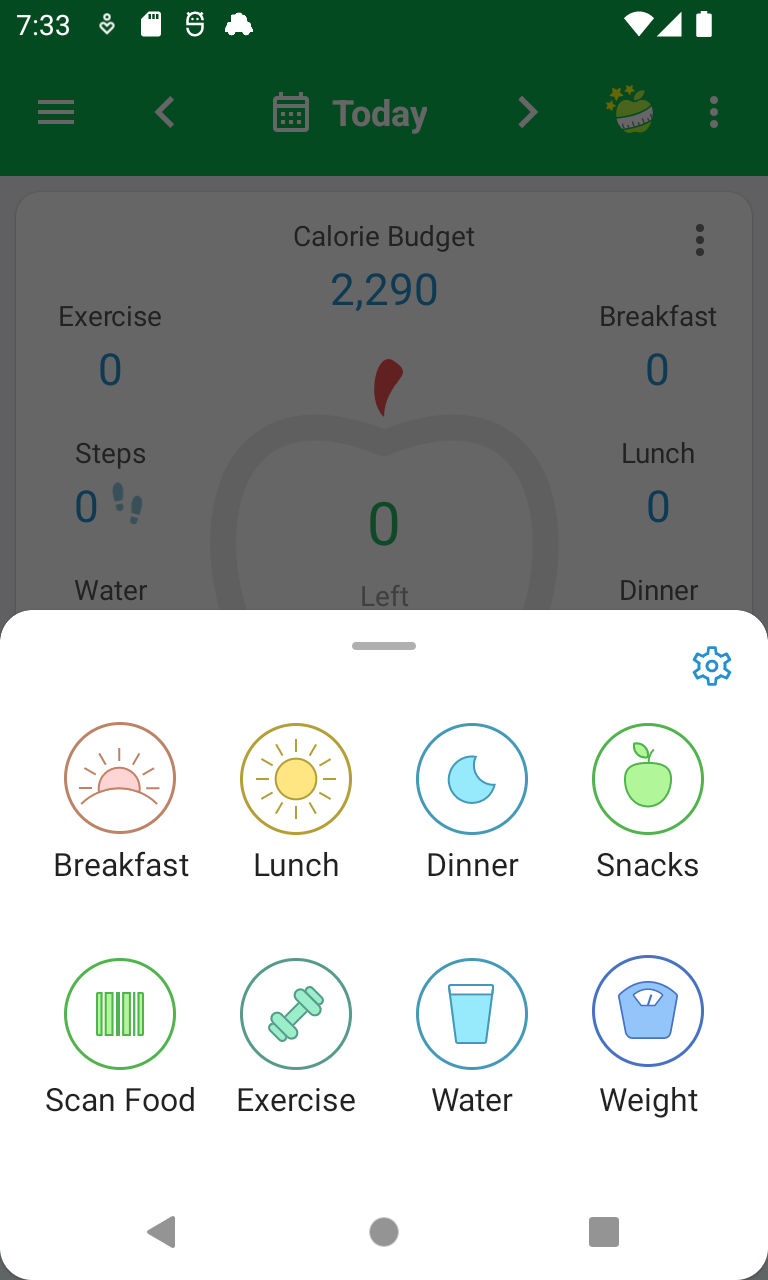 7:33
Today
Calorie Budget
2,290
Exercise
0
Breakfast
0
Steps
0
0
Left
Lunch
0
Water
Dinner
Breakfast
Lunch
Dinner
Snacks
Scan Food
Exercise
Water
Weight